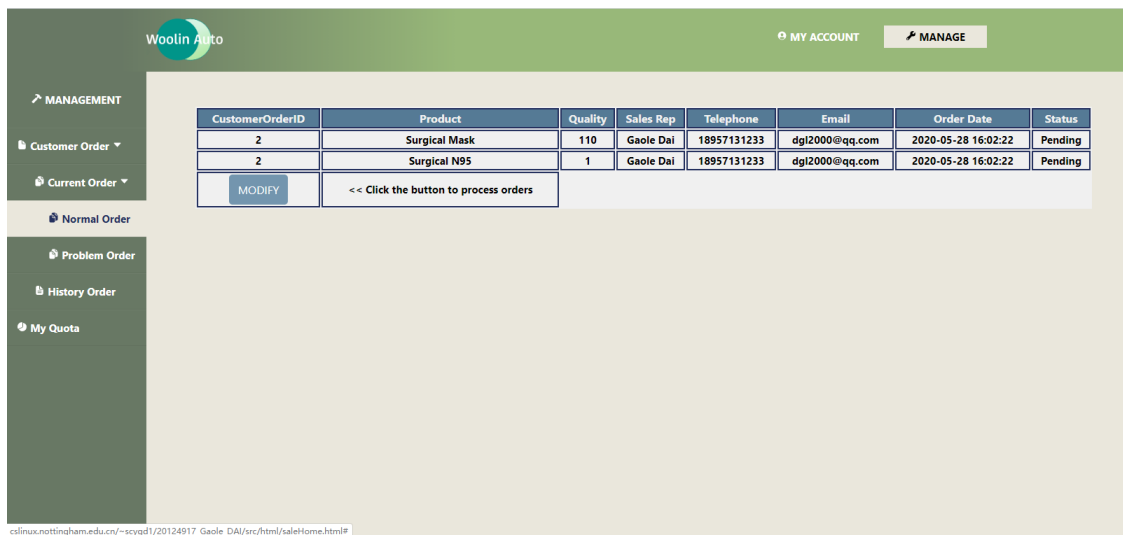 Woolin Auto
MY ACCOUNT
MANAGE
MANAGEMENT
Customer Order
Current Order
Normal Order
Problem Order
History Order
My Quota
CustomerOrderID Product Quality Sales Rep Telephone Email Order Date Status
2 Surgical Mask 110 Gaole Dai 18957131233 dgl2000@qq.com 2020-05-28 16:02:22 Pending
2 Surgical N95 1 Gaole Dai 18957131233 dgl2000@qq.com 2020-05-28 16:02:22 Pending
MODIFY << Click the button to process orders
cslinux.nottingham.edu.cn/~scygd1/20124917_Gaole_DAI/src/html/saleHome.html#